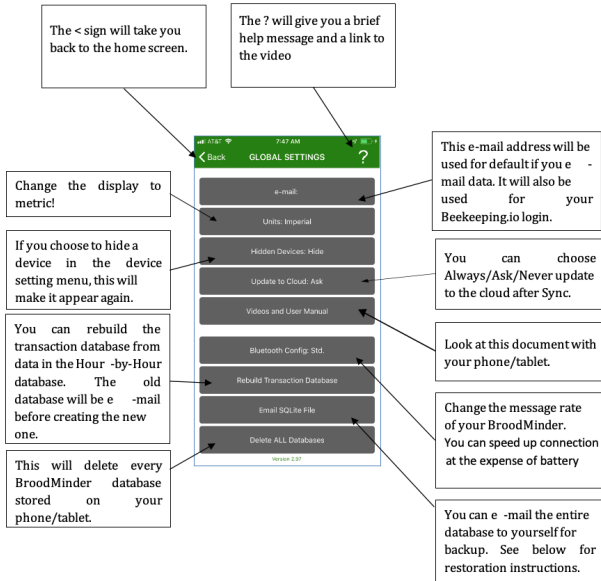 The < sign will take you
back to the home screen.
The ? will give you a brief
help message and a link to
the video
AT&T 7:47 AM
Back GLOBAL SETTINGS ?
e-mail:
Units: Imperial
Hidden Devices: Hide
Update to Cloud: Ask
Videos and User Manual
Bluetooth Config: Std.
Rebuild Transaction Database
Email SQLite File
Delete ALL Databases
Version 2.97
Change the display to
metric!
If you choose to hide a
device in the device
setting menu, this will
make it appear again.
You can rebuild the
transaction database from
data in the Hour -by-Hour
database. The old
database will be e -mail
before creating the new
one.
This will delete every
BroodMinder database
stored on your
phone/tablet.
This e-mail address will be
used for default if you e -
mail data. It will also be
used for your
Beekeeping.io login.
You can choose
Always/Ask/Never update
to the cloud after Sync.
Look at this document with
your phone/tablet.
Change the message rate
of your BroodMinder.
You can speed up connection
at the expense of battery
You can e -mail the entire
database to yourself for
backup. See below for
restoration instructions.